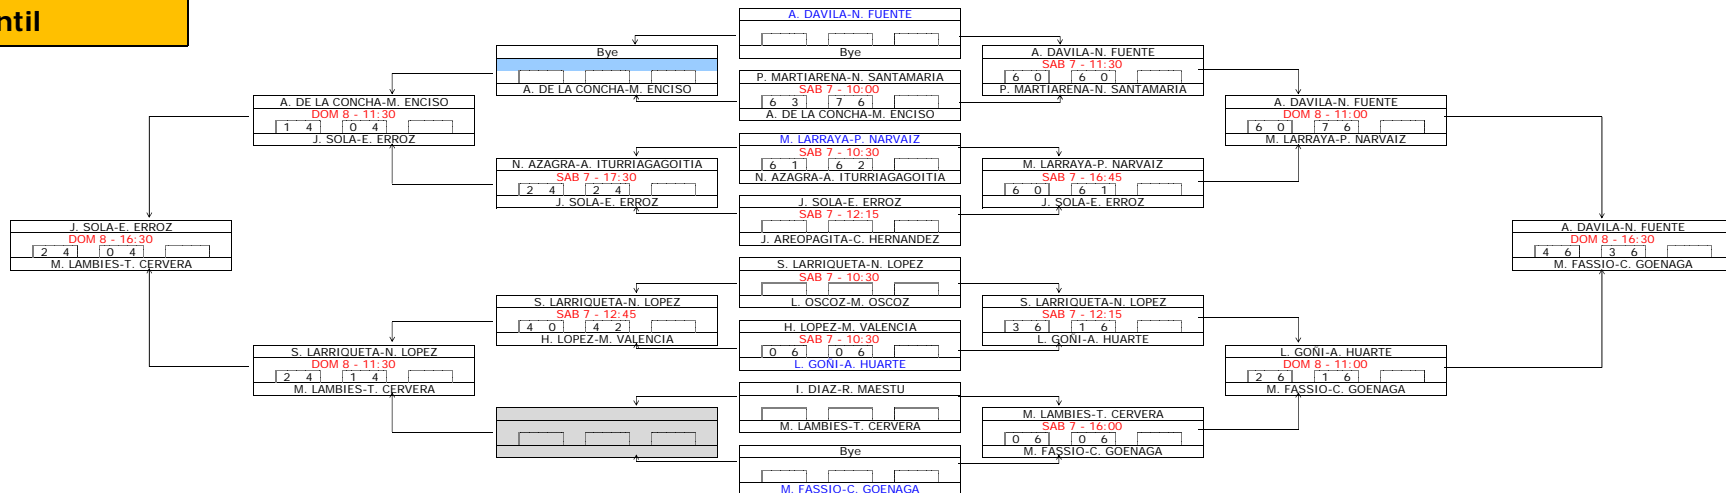 ntil
J. SOLA-E. ERROZ
DOM 8 - 16:30
2 4 0 4
M. LAMBIES-T. CERVERA
A. DE LA CONCHA-M. ENCISO
DOM 8 - 11:30
1 4 0 4
J. SOLA-E. ERROZ
S. LARRIQUETA-N. LOPEZ
DOM 8 - 11:30
2 4 1 4
M. LAMBIES-T. CERVERA
Bye
A. DE LA CONCHA-M. ENCISO
N. AZAGRA-A. ITURRIAGAGOITIA
SAB 7 - 17:30
2 4 2 4
J. SOLA-E. ERROZ
S. LARRIQUETA-N. LOPEZ
SAB 7 - 12:45
4 0 4 2
H. LOPEZ-M. VALENCIA
A. DAVILA-N. FUENTE
Bye
P. MARTIARENA-N. SANTAMARIA
SAB 7 - 10:00
6 3 7 6
A. DE LA CONCHA-M. ENCISO
M. LARRAYA-P. NARVAIZ
SAB 7 - 10:30
6 1 6 2
N. AZAGRA-A. ITURRIAGAGOITIA
J. SOLA-E. ERROZ
SAB 7 - 12:15
J. AREOPAGITA-C. HERNANDEZ
S. LARRIQUETA-N. LOPEZ
SAB 7 - 10:30
L. OSCOZ-M. OSCOZ
H. LOPEZ-M. VALENCIA
SAB 7 - 10:30
0 6 0 6
L. GOÑI-A. HUARTE
I. DIAZ-R. MAESTU
M. LAMBIES-T. CERVERA
Bye
M. FASSIO-C. GOENAGA
A. DAVILA-N. FUENTE
SAB 7 - 11:30
6 0 6 0
P. MARTIARENA-N. SANTAMARIA
M. LARRAYA-P. NARVAIZ
SAB 7 - 16:45
6 0 6 1
J. SOLA-E. ERROZ
S. LARRIQUETA-N. LOPEZ
SAB 7 - 12:15
3 6 1 6
L. GOÑI-A. HUARTE
M. LAMBIES-T. CERVERA
SAB 7 - 16:00
0 6 0 6
M. FASSIO-C. GOENAGA
A. DAVILA-N. FUENTE
DOM 8 - 11:00
6 0 7 6
M. LARRAYA-P. NARVAIZ
L. GOÑI-A. HUARTE
DOM 8 - 11:00
2 6 1 6
M. FASSIO-C. GOENAGA
A. DAVILA-N. FUENTE
DOM 8 - 16:30
4 6 3 6
M. FASSIO-C. GOENAGA